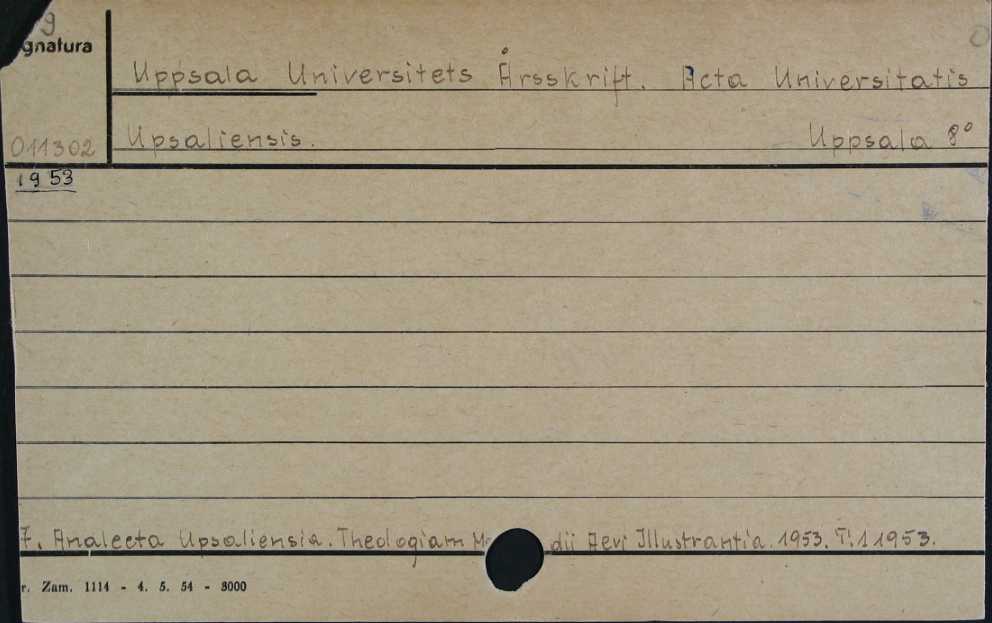 9
gnatura
Uppsala Universitets Årsskrift. Acta Universitatis
011302 Upsaliensis. Uppsala 8°
1953
7. Analecta Upsaliensia. Theologiam M dii Aevi Illustrantia. 1953. T:1 1953.
r. Zam. 1114 - 4. 5. 54 - 3000